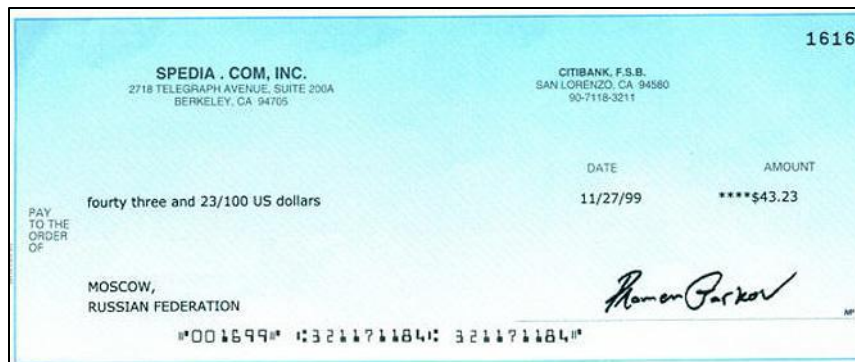 1616
SPEDIA . COM, INC.
2718 TELEGRAPH AVENUE, SUITE 200A
BERKELEY, CA 94705
CITIBANK, F.S.B.
SAN LORENZO, CA 94580
90-7118-3211
DATE
AMOUNT
fourty three and 23/100 US dollars
11/27/99
****$43.23
PAY
TO THE
ORDER
OF
MOSCOW,
RUSSIAN FEDERATION
MP
⑈001699⑈ ⑆321171184⑆ 321171184⑈